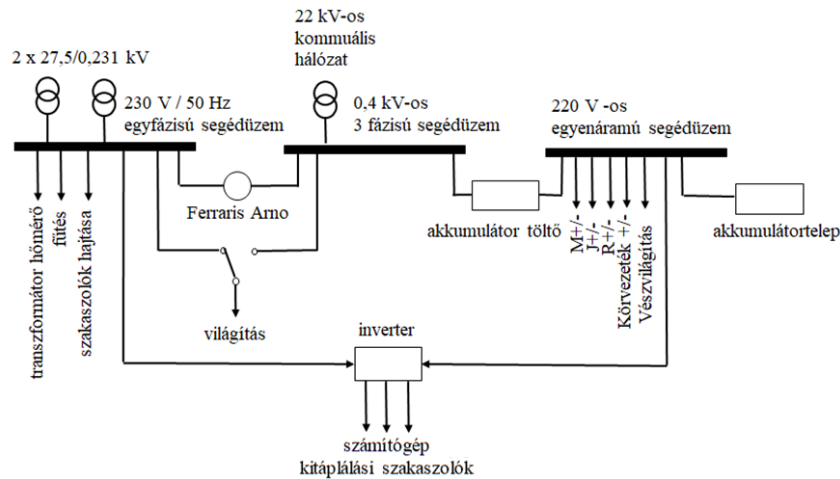 2 x 27,5/0,231 kV
230 V / 50 Hz
egyfázisú segédüzem
22 kV-os
kommuális
hálózat
0,4 kV-os
3 fázisú segédüzem
220 V -os
egyenáramú segédüzem
Ferraris Arno
akkumulátor töltő
akkumulátortelep
transzformátor hőmérő
fűtés
szakaszolók hajtása
világítás
M+/-
J+/-
R+/-
Körvezeték +/-
Vészvilágítás
inverter
számítógép
kitáplálási szakaszolók